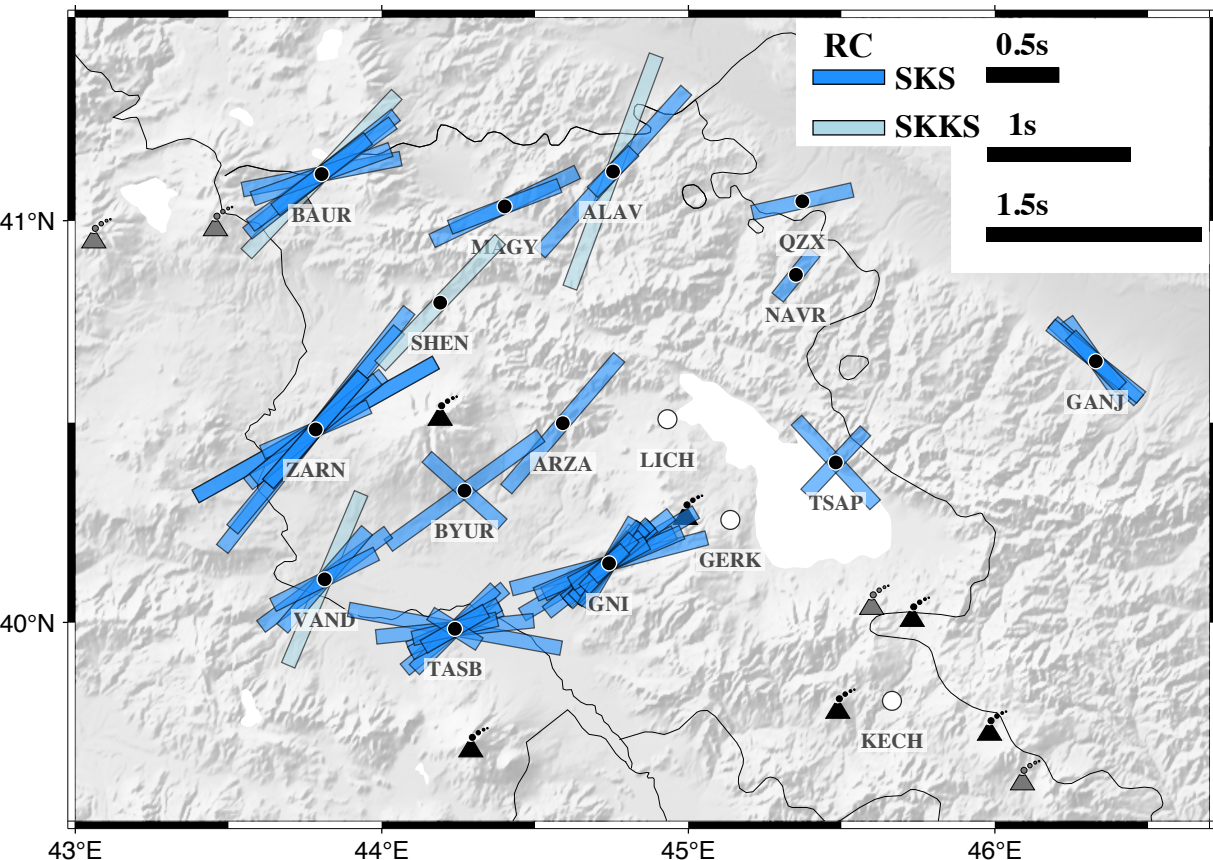 RC
0.5s
SKS
SKKS
1s
1.5s
BAUR
ALAV
41°N
MAGY
QZX
NAVR
SHEN
GANJ
ZARN
ARZA
LICH
TSAP
BYUR
GERK
GNI
VAND
40°N
TASB
KECH
43°E
44°E
45°E
46°E